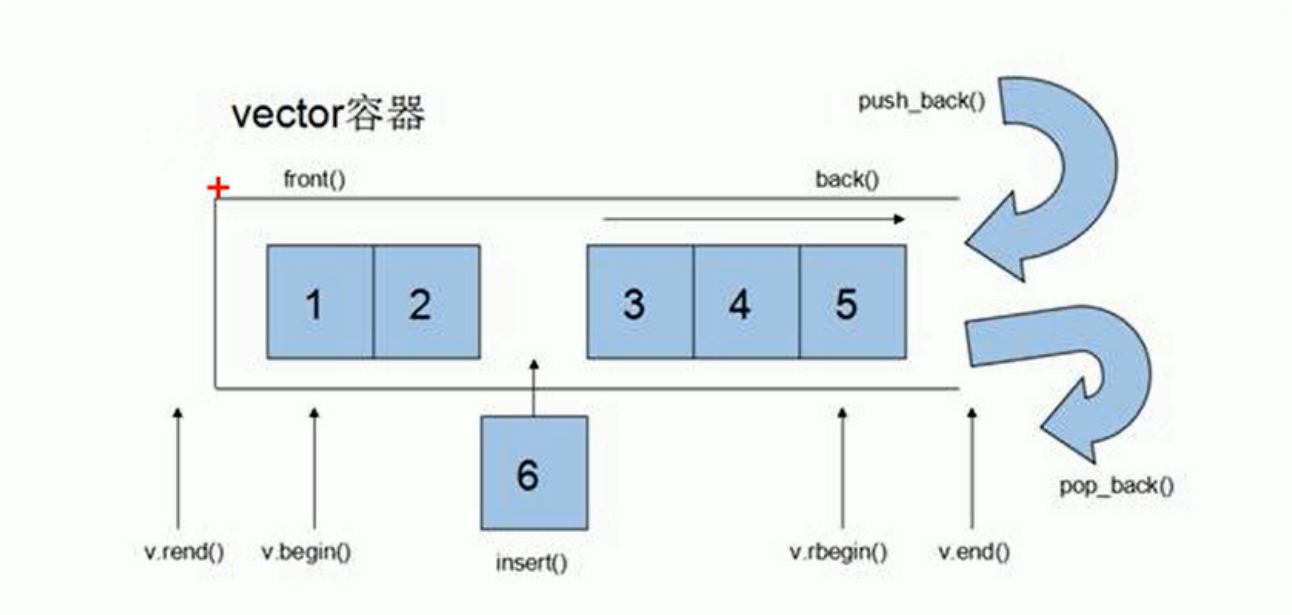 push_back()
vector容器
front()
back()
1 2 3 4 5
6
v.rend() v.begin() insert() v.rbegin() v.end()
pop_back()